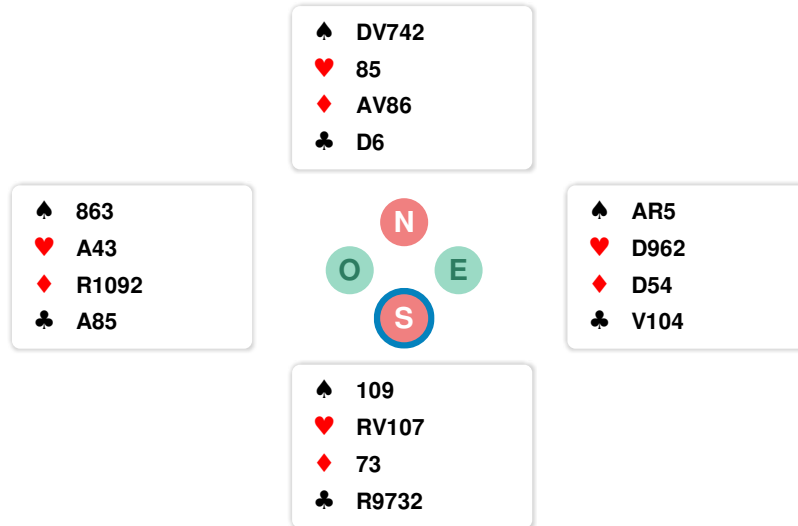 ♠ DV742
♥ 85
♦ AV86
♣ D6
♠ 863
♥ A43
♦ R1092
♣ A85
N
O E
S
♠ AR5
♥ D962
♦ D54
♣ V104
♠ 109
♥ RV107
♦ 73
♣ R9732